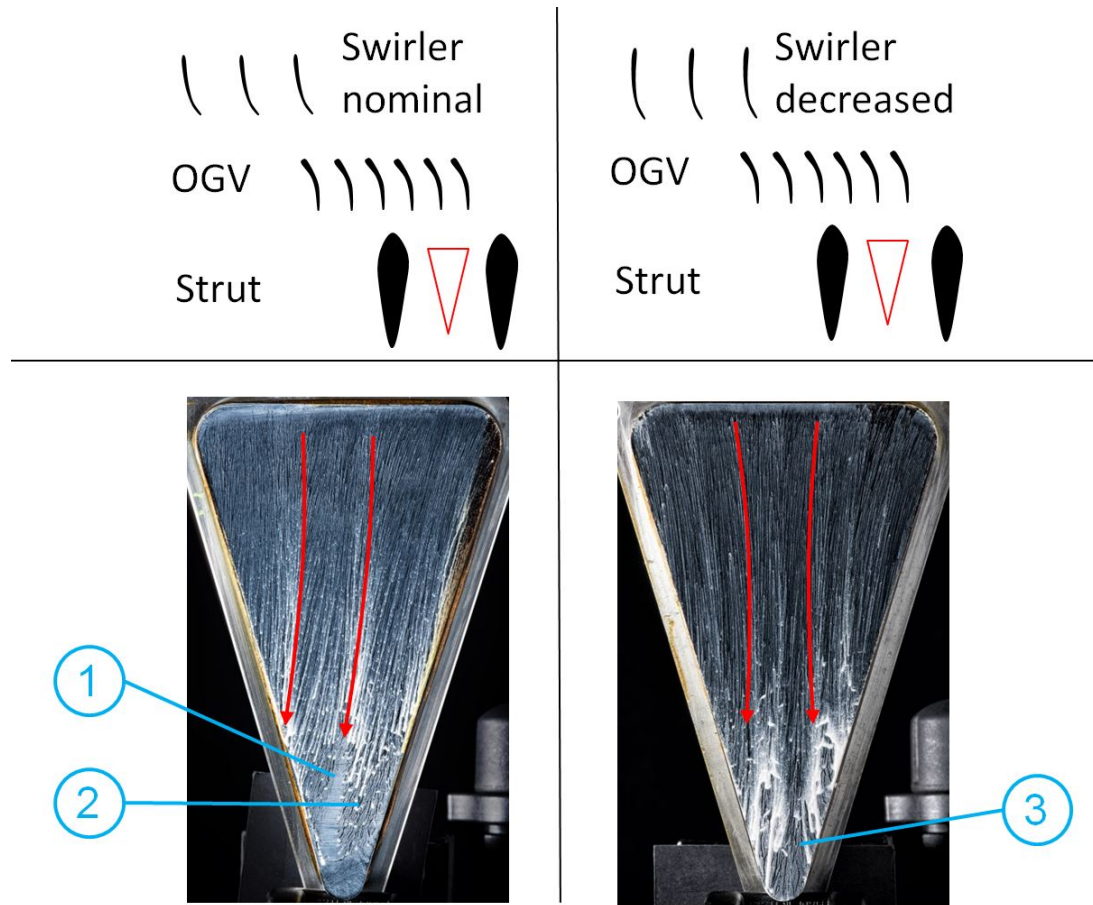 Swirler
nominal
OGV
Strut
Swirler
decreased
OGV
Strut
1
2
3